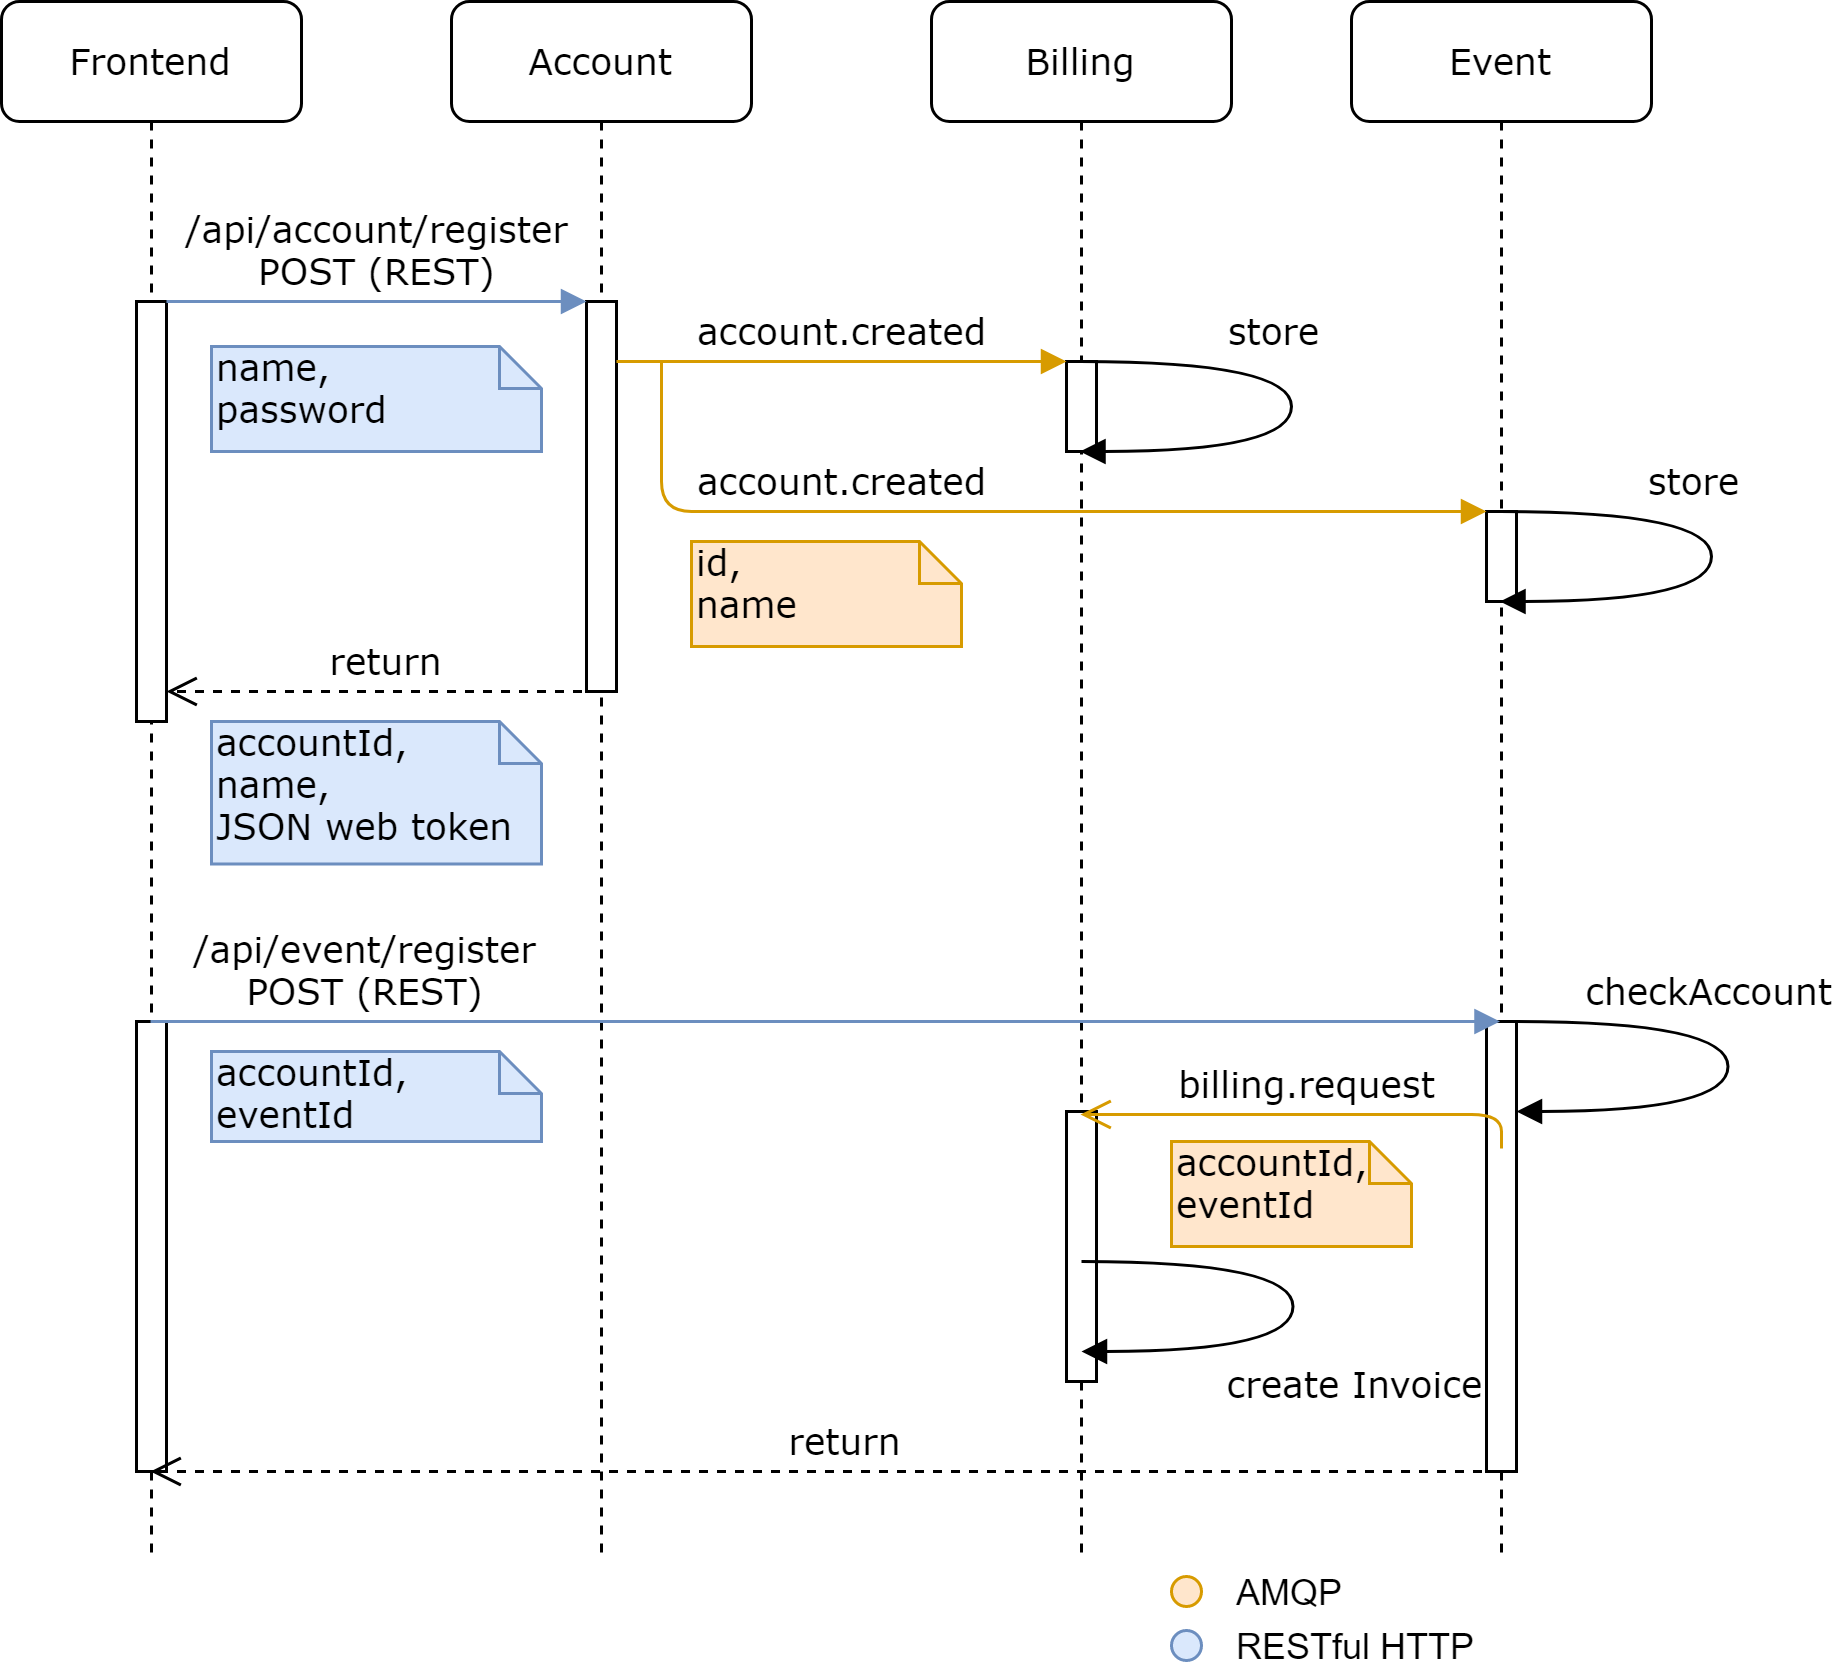 Frontend
Account
Billing
Event
/api/account/register
POST (REST)
name,
password
account.created
store
account.created
store
id,
name
return
accountId,
name,
JSON web token
/api/event/register
POST (REST)
checkAccount
accountId,
eventId
billing.request
accountId,
eventId
create Invoice
return
AMQP
RESTful HTTP